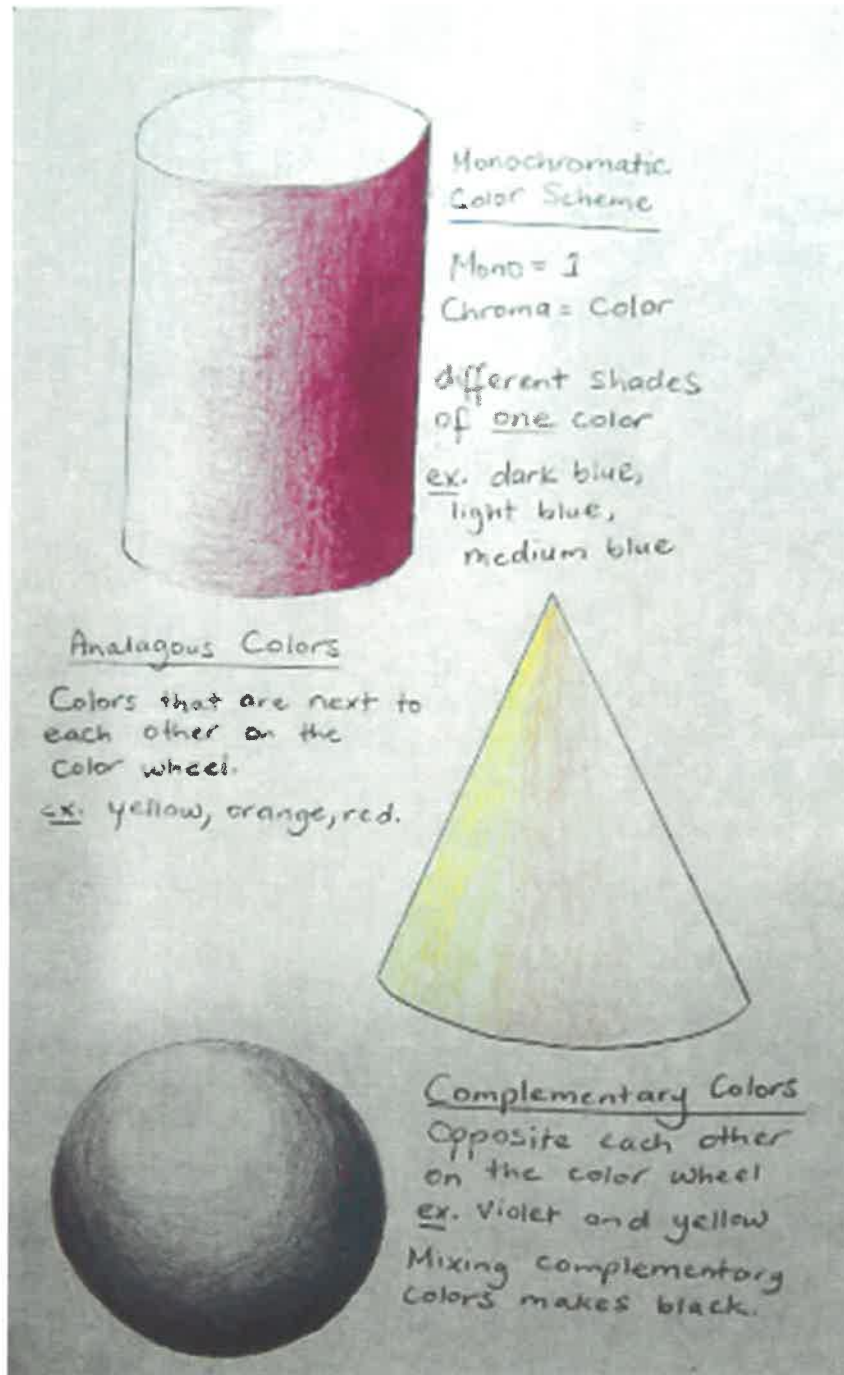 Monochromatic
Color Scheme
Mono = 1
Chroma = Color
different shades
of one color
ex. dark blue,
light blue,
medium blue
Analagous Colors
Colors that are next to
each other on the
color wheel.
ex. yellow, orange, red.
Complementary Colors
Opposite each other
on the color wheel
ex. Violet and yellow
Mixing complementary
colors makes black.